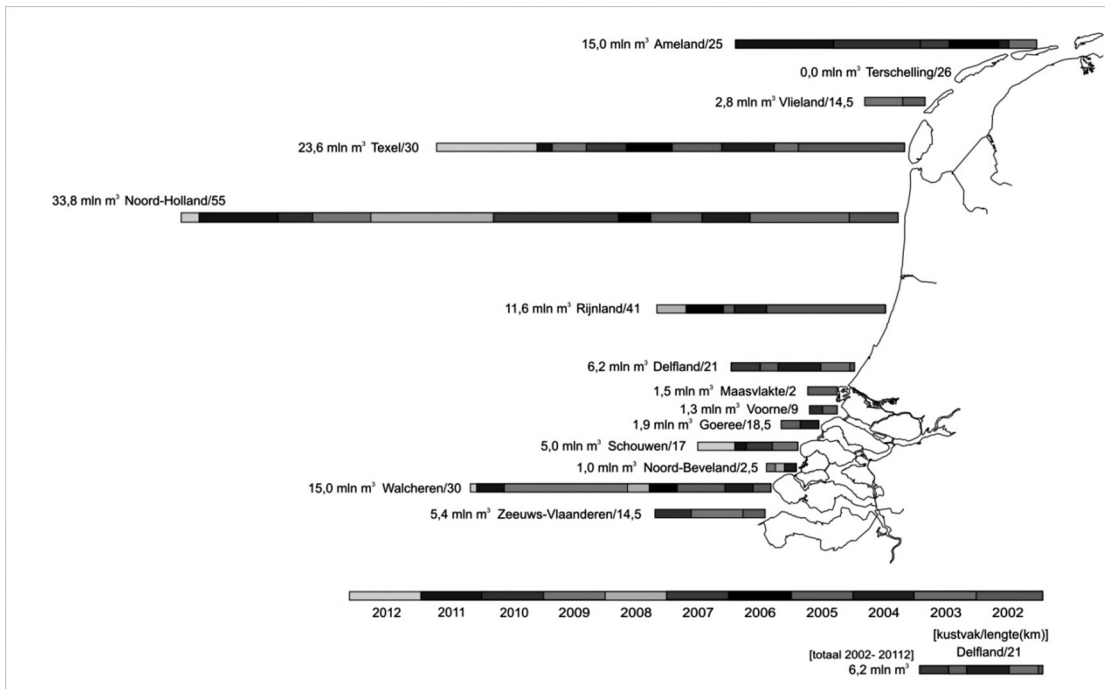 15,0 mln m³ Ameland/25
0,0 mln m³ Terschelling/26
2,8 mln m³ Vlieland/14,5
23,6 mln m³ Texel/30
33,8 mln m³ Noord-Holland/55
11,6 mln m³ Rijnland/41
6,2 mln m³ Delfland/21
1,5 mln m³ Maasvlakte/2
1,3 mln m³ Voorne/9
1,9 mln m³ Goeree/18,5
5,0 mln m³ Schouwen/17
1,0 mln m³ Noord-Beveland/2,5
15,0 mln m³ Walcheren/30
5,4 mln m³ Zeeuws-Vlaanderen/14,5
2012 2011 2010 2009 2008 2007 2006 2005 2004 2003 2002
[kustvak/lengte(km)]
Delfland/21
[totaal 2002- 20112]
6,2 mln m³